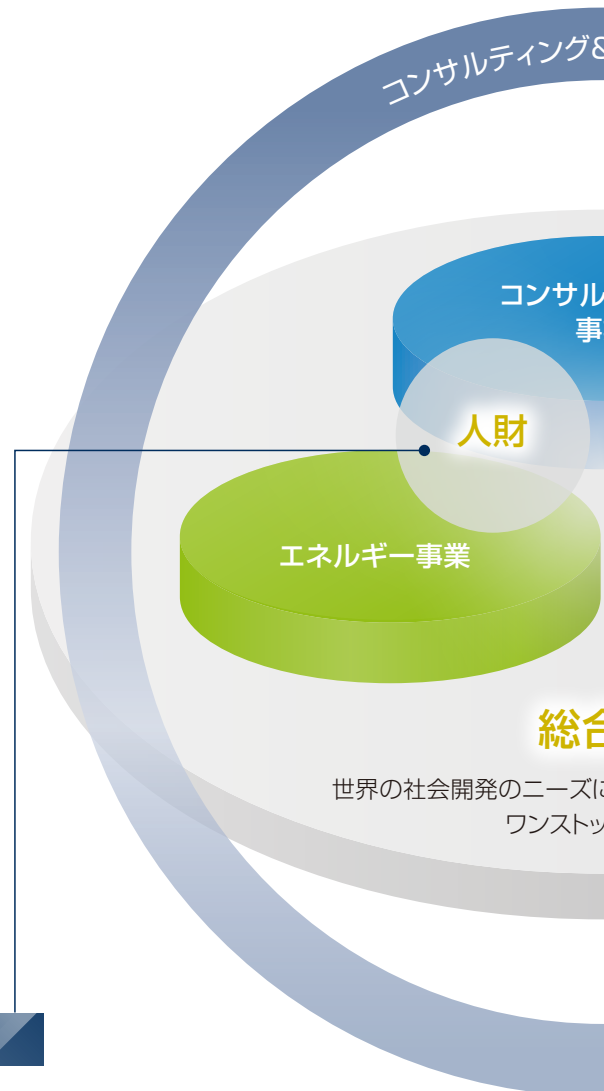 コンサルティング&
コンサル
事
人財
エネルギー事業
総合
世界の社会開発のニーズに
ワンストッ